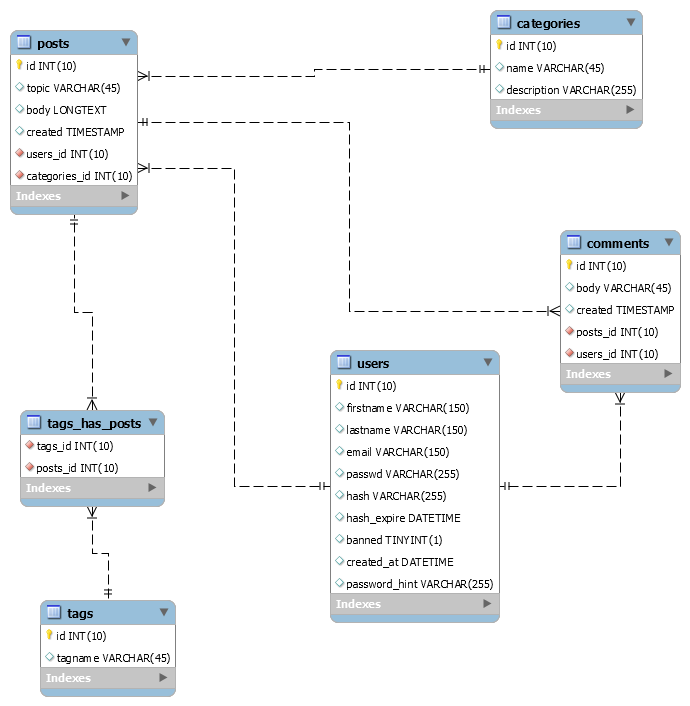 posts
id INT(10)
topic VARCHAR(45)
body LONGTEXT
created TIMESTAMP
users_id INT(10)
categories_id INT(10)
Indexes
categories
id INT(10)
name VARCHAR(45)
description VARCHAR(255)
Indexes
comments
id INT(10)
body VARCHAR(45)
created TIMESTAMP
posts_id INT(10)
users_id INT(10)
Indexes
users
id INT(10)
firstname VARCHAR(150)
lastname VARCHAR(150)
email VARCHAR(150)
passwd VARCHAR(255)
hash VARCHAR(255)
hash_expire DATETIME
banned TINYINT(1)
created_at DATETIME
password_hint VARCHAR(255)
Indexes
tags_has_posts
tags_id INT(10)
posts_id INT(10)
Indexes
tags
id INT(10)
tagname VARCHAR(45)
Indexes